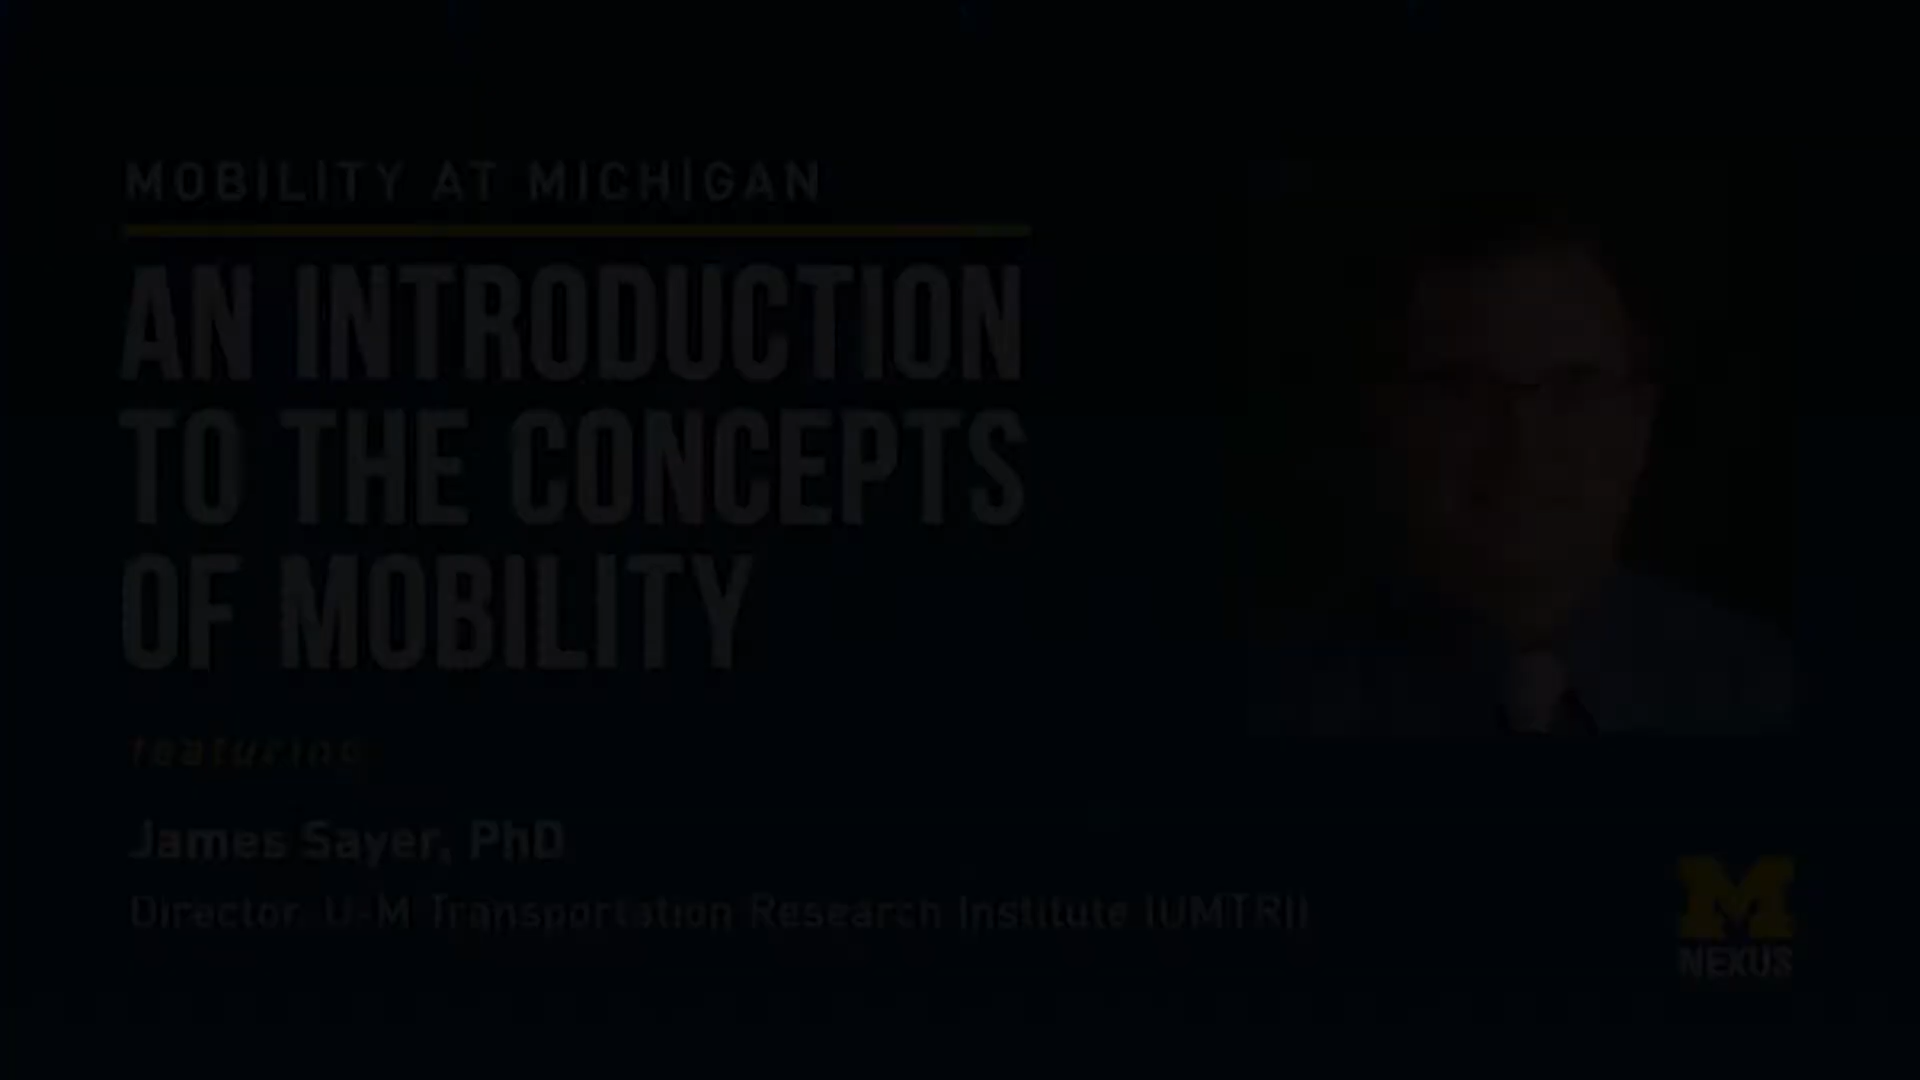 MOBILITY AT MICHIGAN
AN INTRODUCTION
TO THE CONCEPTS
OF MOBILITY
featuring
James Sayer, PhD
Director, U-M Transportation Research Institute (UMTRI)
M
NEXUS